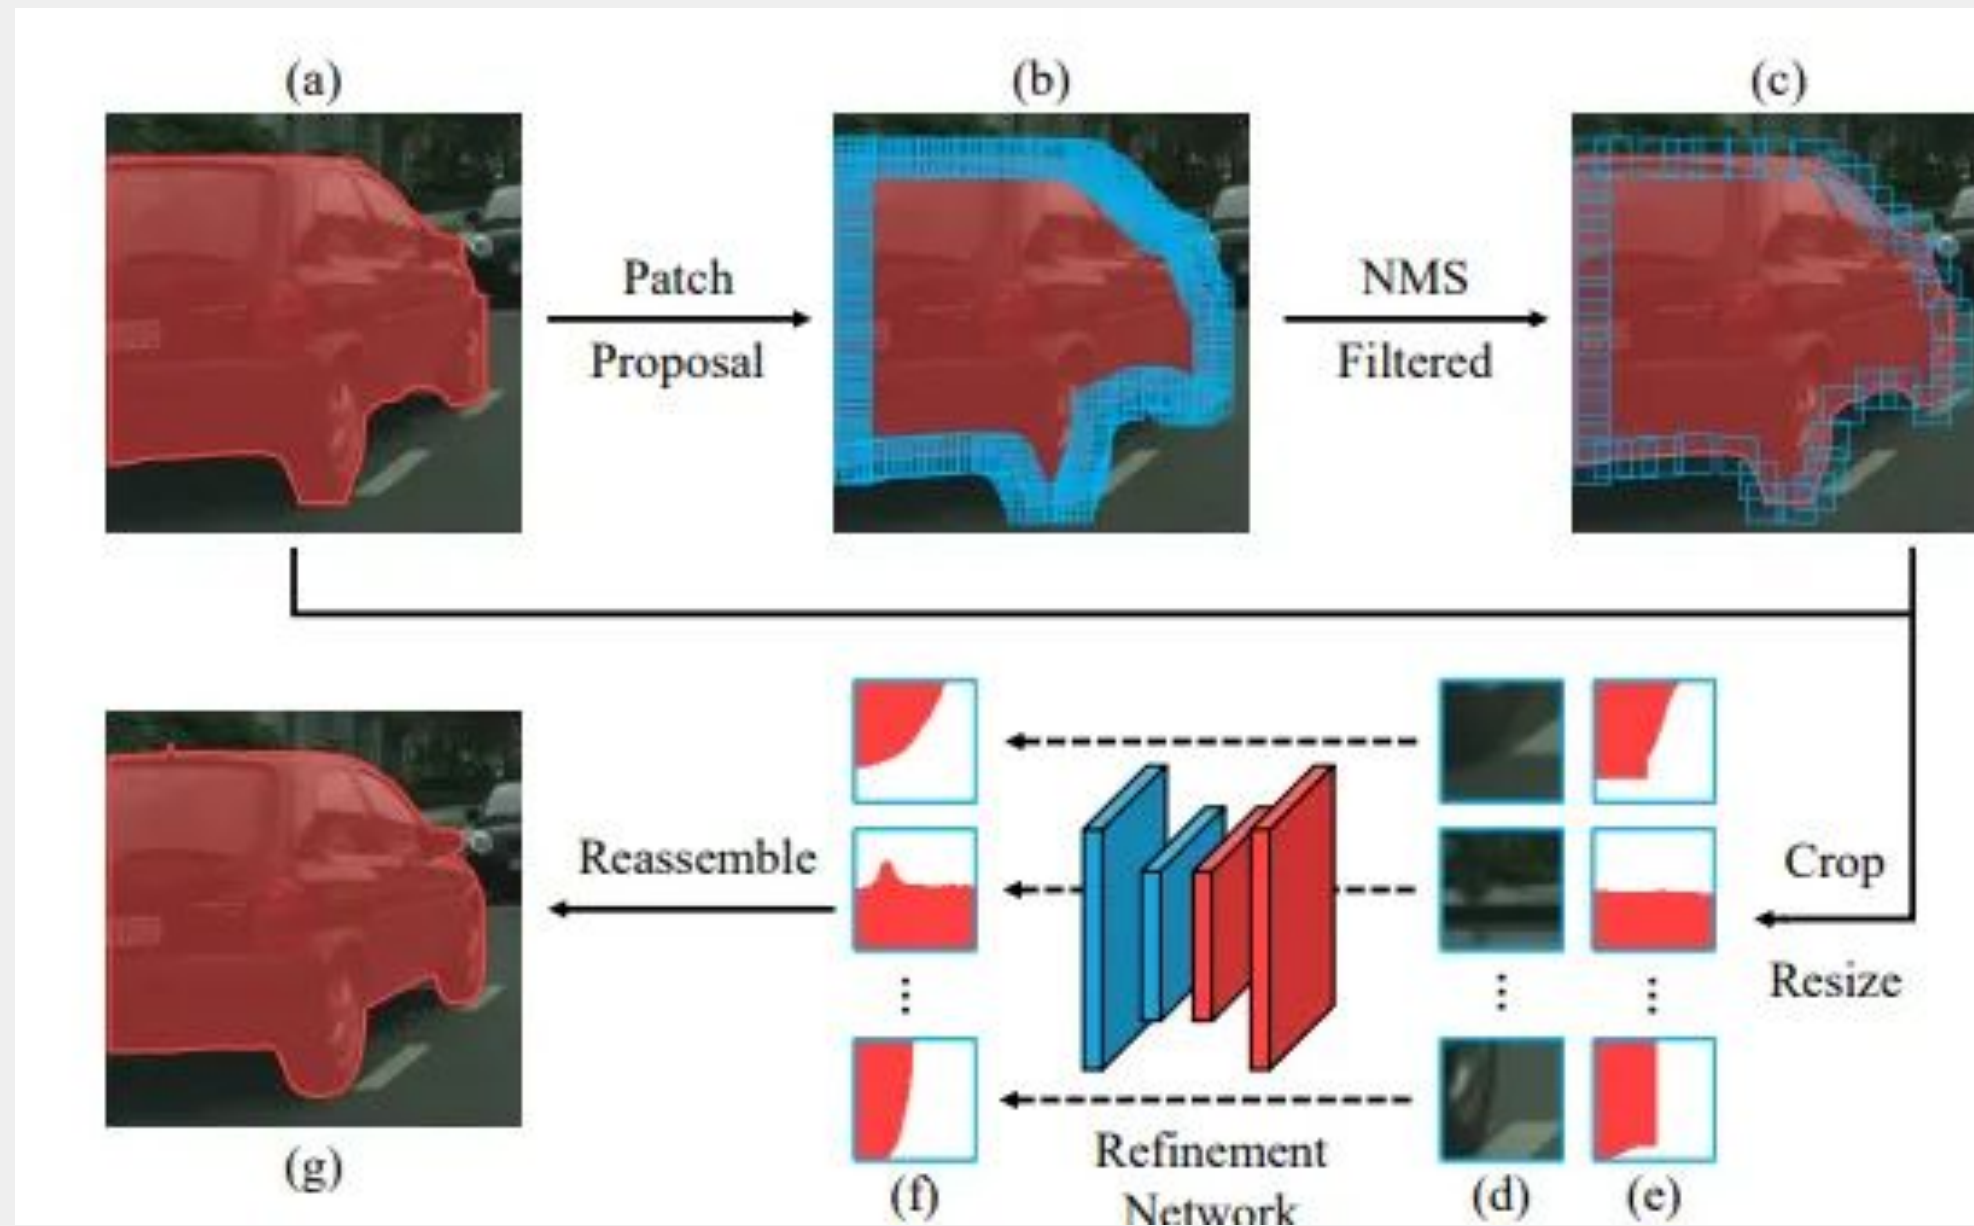 (a)
(b)
(c)
Patch
Proposal
NMS
Filtered
Reassemble
Crop
Resize
Refinement
Network
(g)
(f)
(d)
(e)